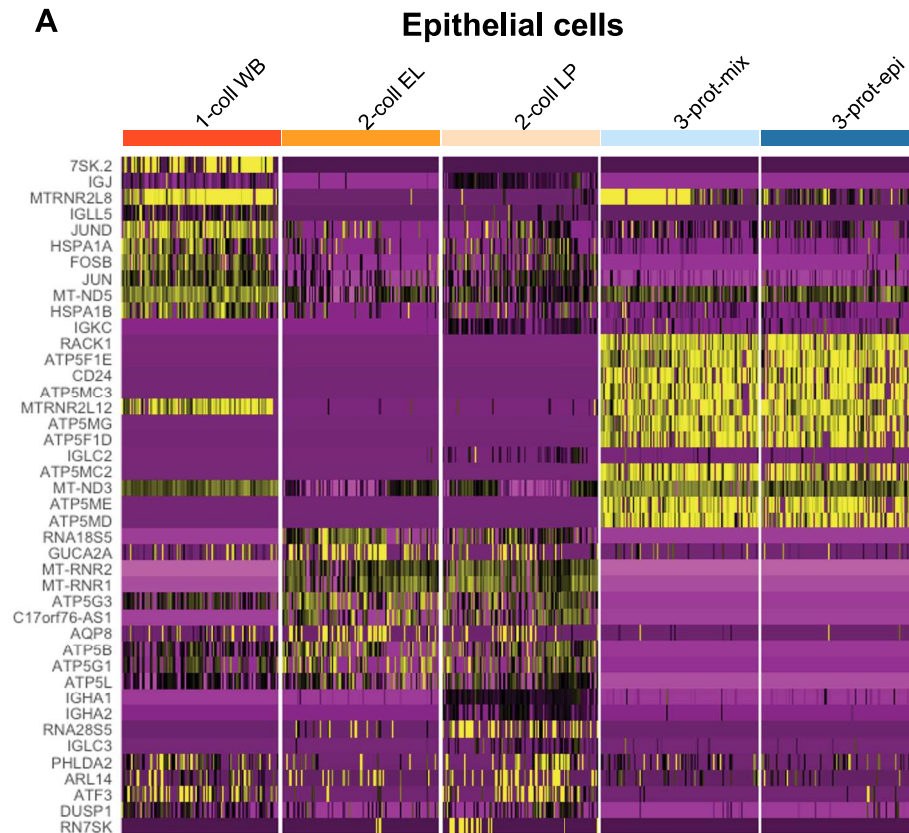 A
Epithelial cells
1-coll WB
2-coll EL
2-coll LP
3-prot-mix
3-prot-epi
7SK.2
IGJ
MTRNR2L8
IGLL5
JUND
HSPA1A
FOSB
JUN
MT-ND5
HSPA1B
IGKC
RACK1
ATP5F1E
CD24
ATP5MC3
MTRNR2L12
ATP5MG
ATP5F1D
IGLC2
ATP5MC2
MT-ND3
ATP5ME
ATP5MD
RNA18S5
GUCA2A
MT-RNR2
MT-RNR1
ATP5G3
C17orf76-AS1
AQP8
ATP5B
ATP5G1
ATP5L
IGHA1
IGHA2
RNA28S5
IGLC3
PHLDA2
ARL14
ATF3
DUSP1
RN7SK